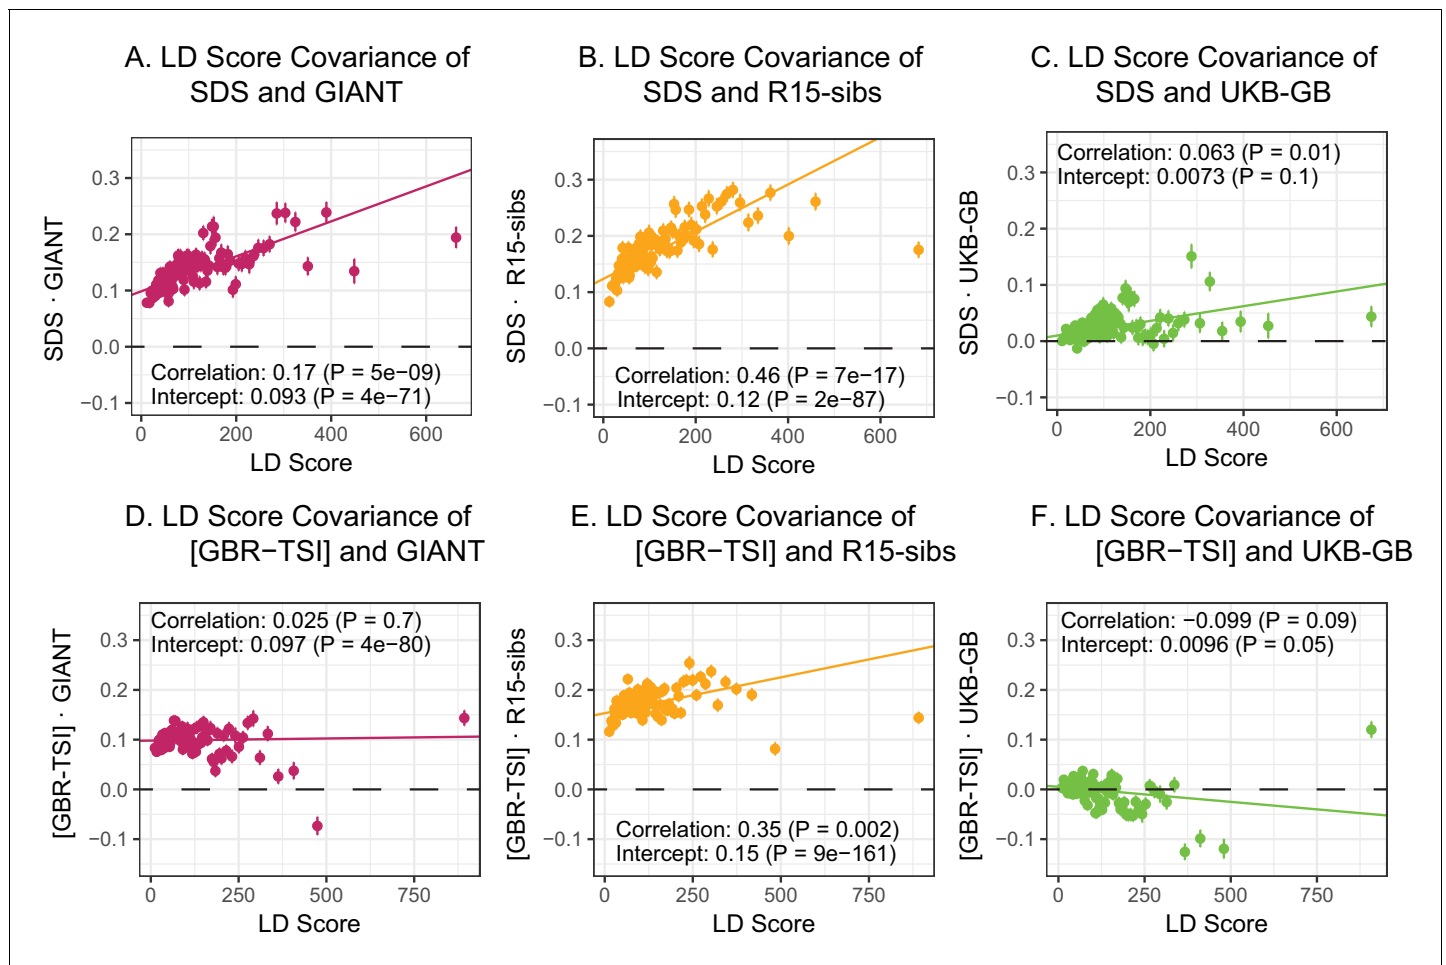 A. LD Score Covariance of
SDS and GIANT
SDS · GIANT
0.3
0.2
0.1
0.0
−0.1
Correlation: 0.17 (P = 5e−09)
Intercept: 0.093 (P = 4e−71)
0
200
400
600
LD Score
B. LD Score Covariance of
SDS and R15-sibs
SDS · R15-sibs
0.3
0.2
0.1
0.0
−0.1
Correlation: 0.46 (P = 7e−17)
Intercept: 0.12 (P = 2e−87)
0
200
400
600
LD Score
C. LD Score Covariance of
SDS and UKB-GB
SDS · UKB-GB
Correlation: 0.063 (P = 0.01)
Intercept: 0.0073 (P = 0.1)
0.3
0.2
0.1
0.0
−0.1
0
200
400
600
LD Score
D. LD Score Covariance of
[GBR−TSI] and GIANT
[GBR-TSI] · GIANT
Correlation: 0.025 (P = 0.7)
Intercept: 0.097 (P = 4e−80)
0.3
0.2
0.1
0.0
−0.1
0
250
500
750
LD Score
E. LD Score Covariance of
[GBR−TSI] and R15-sibs
[GBR-TSI] · R15-sibs
0.3
0.2
0.1
0.0
−0.1
Correlation: 0.35 (P = 0.002)
Intercept: 0.15 (P = 9e−161)
0
250
500
750
LD Score
F. LD Score Covariance of
[GBR−TSI] and UKB-GB
[GBR-TSI] · UKB-GB
Correlation: −0.099 (P = 0.09)
Intercept: 0.0096 (P = 0.05)
0.3
0.2
0.1
0.0
−0.1
0
250
500
750
LD Score